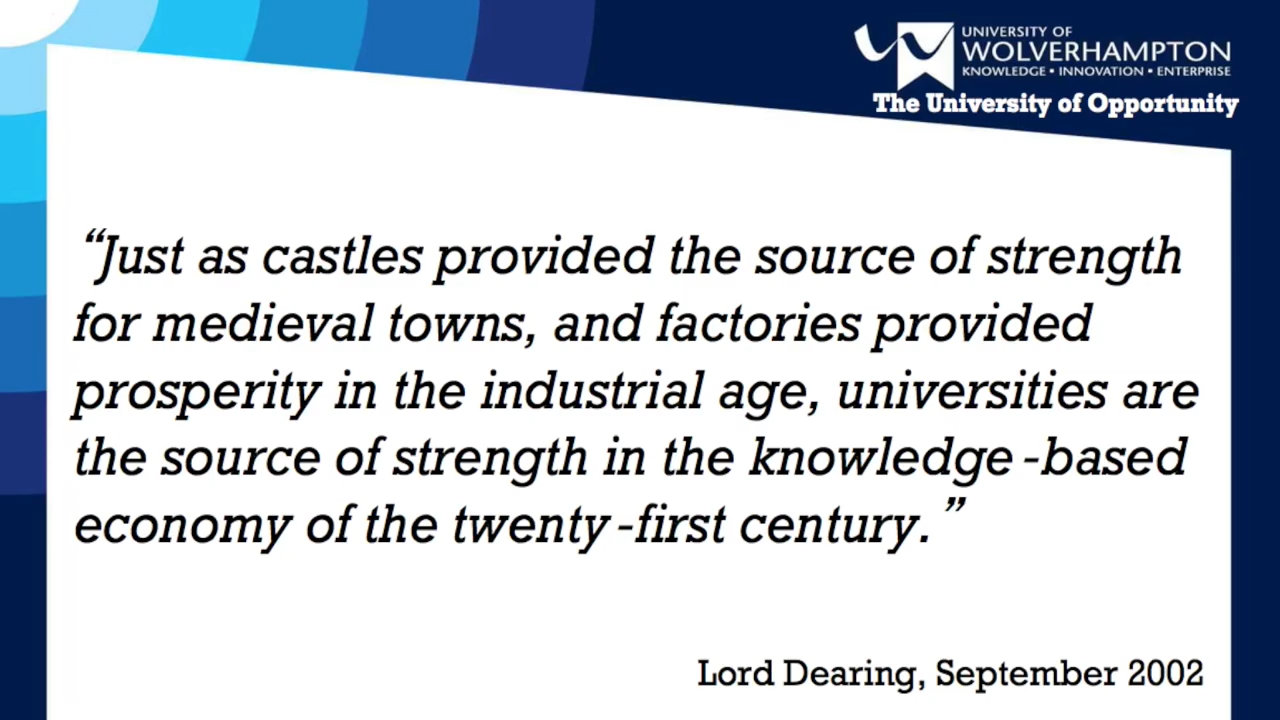 UNIVERSITY OF
WOLVERHAMPTON
KNOWLEDGE • INNOVATION • ENTERPRISE
The University of Opportunity
“Just as castles provided the source of strength
for medieval towns, and factories provided
prosperity in the industrial age, universities are
the source of strength in the knowledge -based
economy of the twenty -first century. ”
Lord Dearing, September 2002